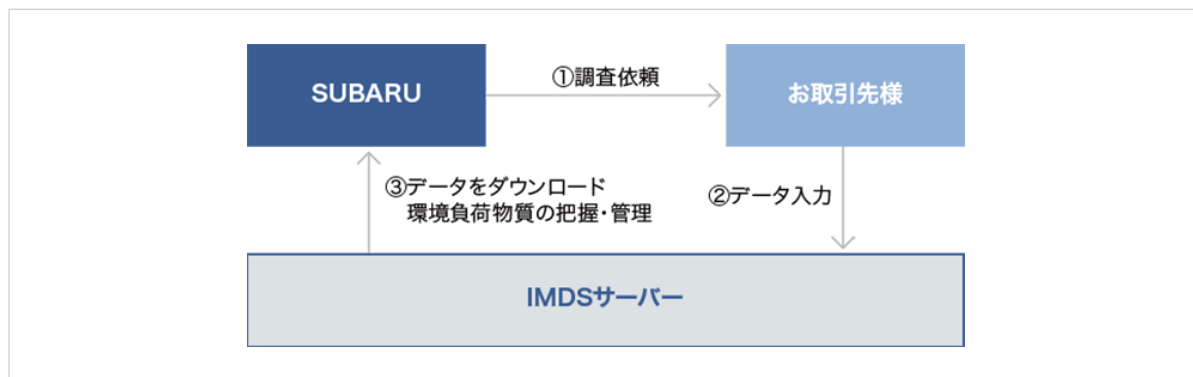 SUBARU
①調査依頼
お取引先様
③データをダウンロード
環境負荷物質の把握・管理
②データ入力
IMDSサーバー